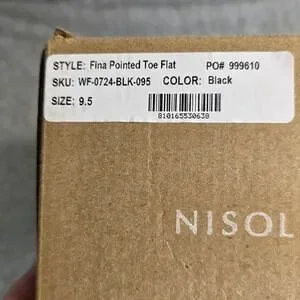 STYLE: Fina Pointed Toe Flat PO# 999610
SKU: WF-0724-BLK-095 COLOR: Black
SIZE: 9.5
810165530638
NISOL